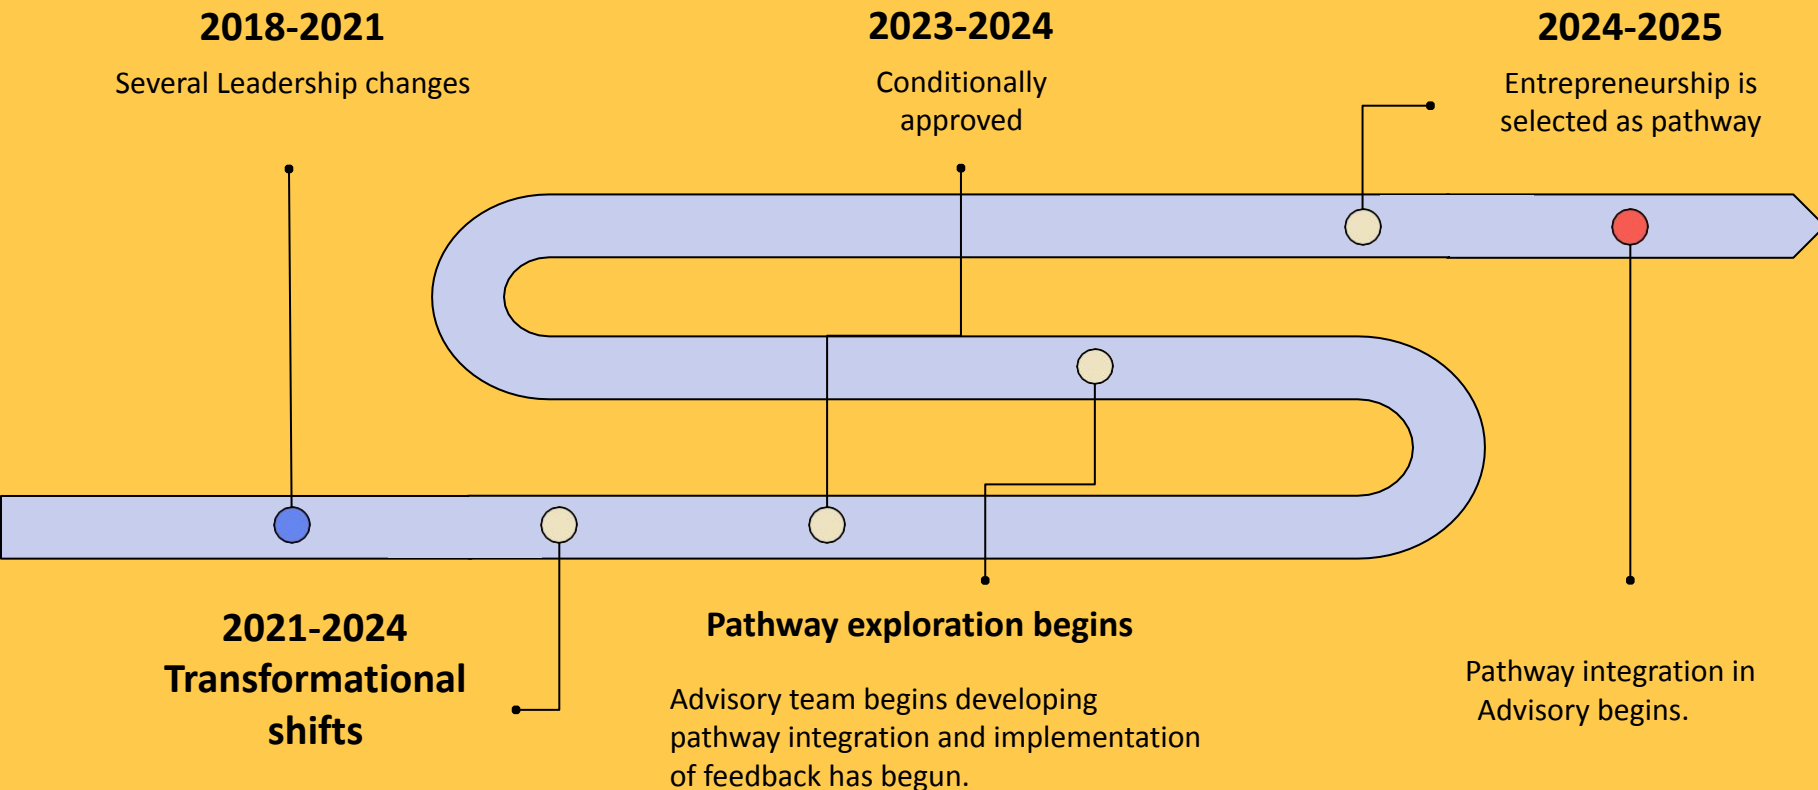 2018-2021
Several Leadership changes
2023-2024
Conditionally
approved
2024-2025
Entrepreneurship is
selected as pathway
2021-2024
Transformational
shifts
Pathway exploration begins
Advisory team begins developing
pathway integration and implementation
of feedback has begun.
Pathway integration in
Advisory begins.